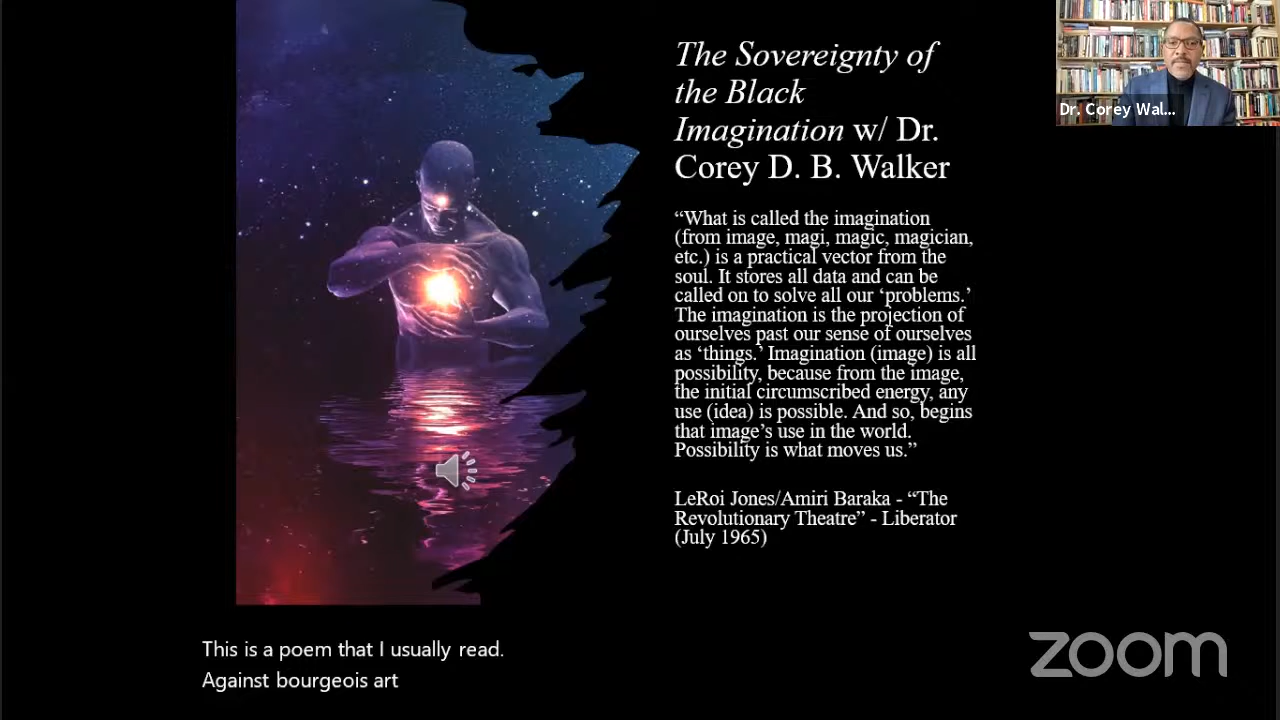 The Sovereignty of
the Black
Imagination w/ Dr.
Corey D. B. Walker
“What is called the imagination
(from image, magi, magic, magician,
etc.) is a practical vector from the
soul. It stores all data and can be
called on to solve all our ‘problems.’
The imagination is the projection of
ourselves past our sense of ourselves
as ‘things.’ Imagination (image) is all
possibility, because from the image,
the initial circumscribed energy, any
use (idea) is possible. And so, begins
that image’s use in the world.
Possibility is what moves us.”
LeRoi Jones/Amiri Baraka - “The
Revolutionary Theatre” - Liberator
(July 1965)
Dr. Corey Wal...
This is a poem that I usually read.
Against bourgeois art
zoom